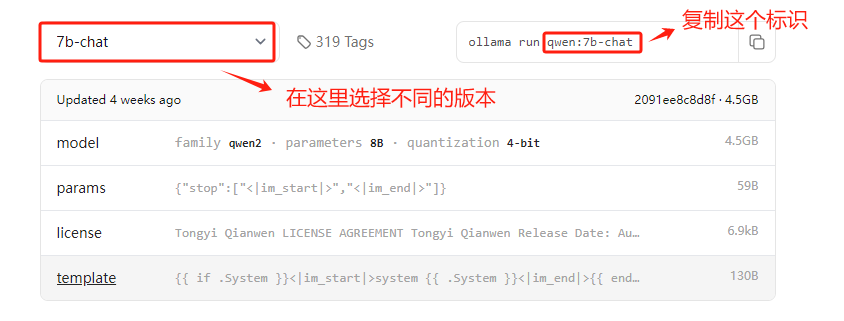 复制这个标识
7b-chat
319 Tags
ollama run qwen:7b-chat
在这里选择不同的版本
Updated 4 weeks ago
2091ee8c8d8f · 4.5GB
model
family qwen2 · parameters 8B · quantization 4-bit
4.5GB
params
{"stop":["<|im_start|>","<|im_end|>"]}
59B
license
Tongyi Qianwen LICENSE AGREEMENT Tongyi Qianwen Release Date: Au…
6.9kB
template
{{ if .System }}<|im_start|>system {{ .System }}<|im_end|>{{ end…
130B